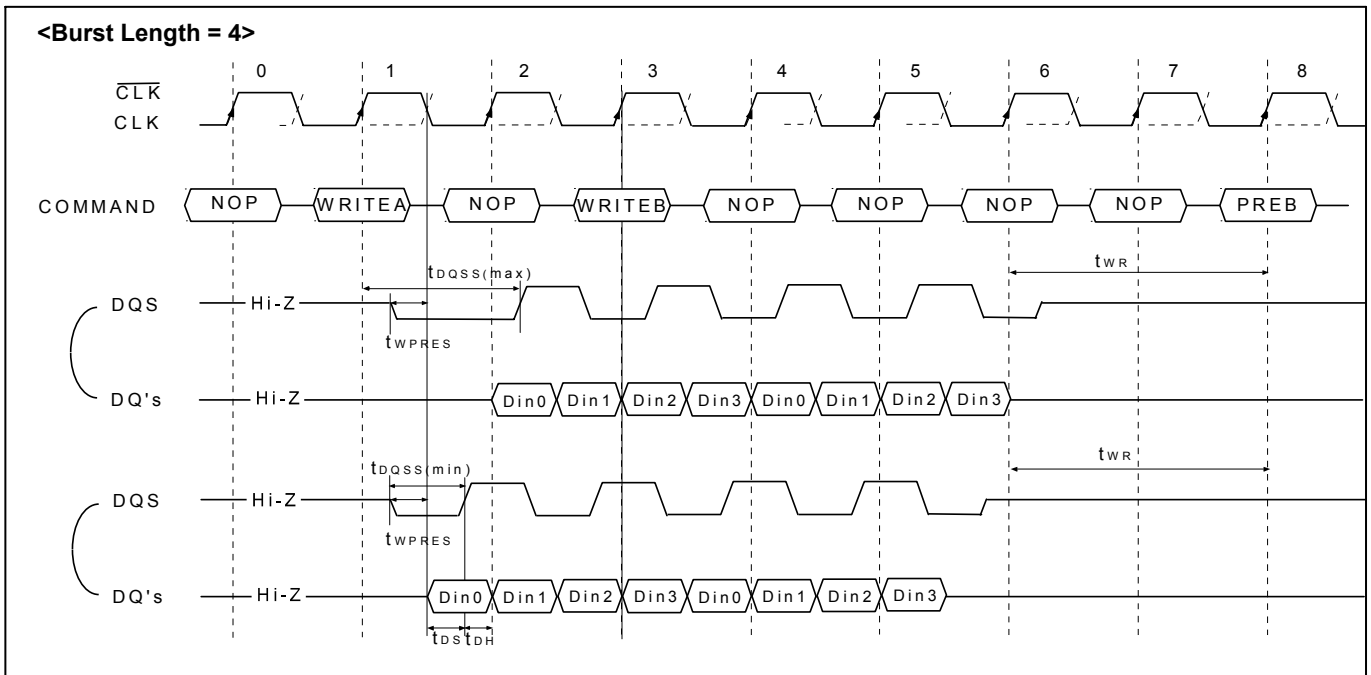 <Burst Length = 4>
0 1 2 3 4 5 6 7 8
CLK
CLK
COMMAND NOP WRITEA NOP WRITEB NOP NOP NOP NOP PREB
tDQSS(max) tWR
DQS Hi-Z
tWPRES
DQ's Hi-Z Din0 Din1 Din2 Din3 Din0 Din1 Din2 Din3
tDQSS(min) tWR
DQS Hi-Z
tWPRES
DQ's Hi-Z Din0 Din1 Din2 Din3 Din0 Din1 Din2 Din3
tDS tDH